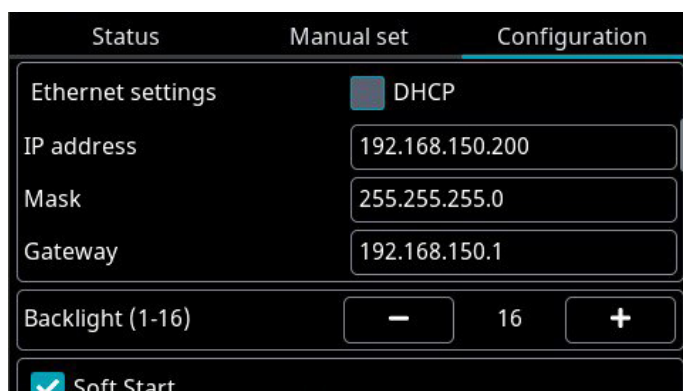 Status Manual set Configuration
Ethernet settings DHCP
IP address 192.168.150.200
Mask 255.255.255.0
Gateway 192.168.150.1
Backlight (1-16) − 16 +
Soft Start